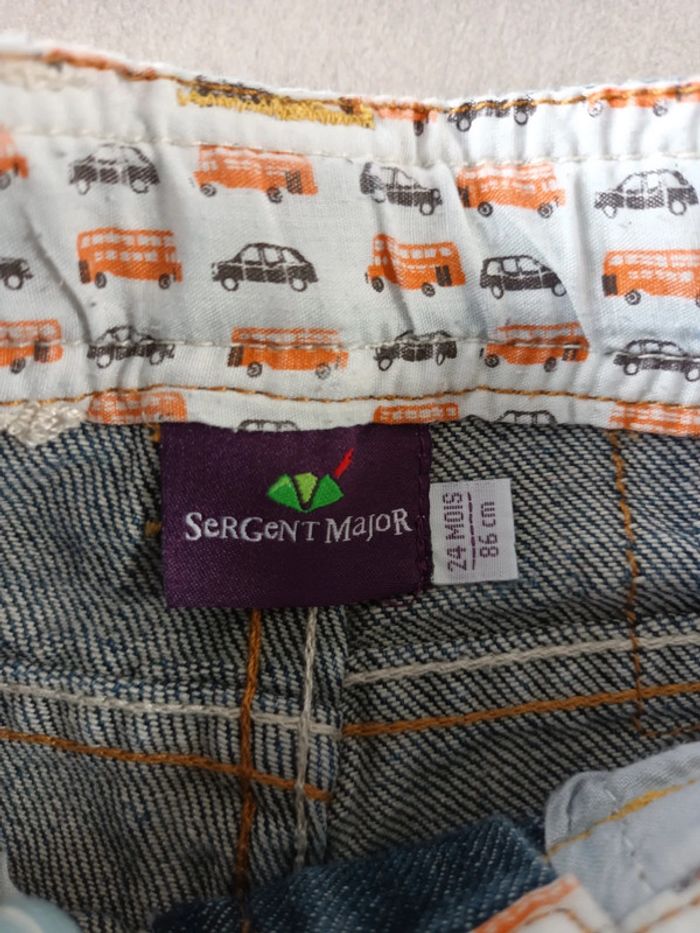 SeRGeNT MajoR
24 MOIS
86 cm